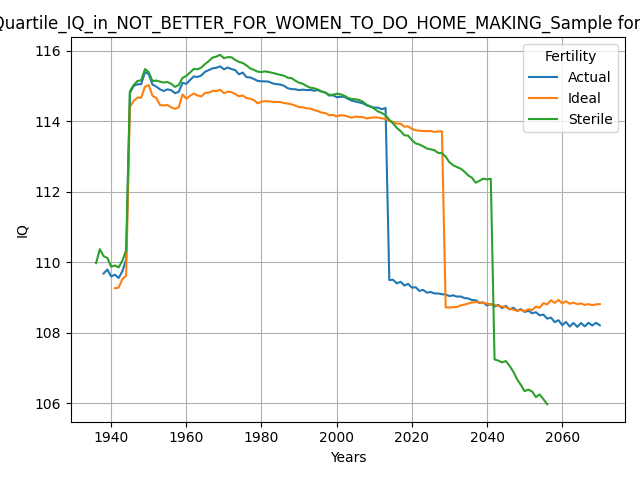 Quartile_IQ_in_NOT_BETTER_FOR_WOMEN_TO_DO_HOME_MAKING_Sample for
Fertility
Actual
Ideal
Sterile
IQ
116
114
112
110
108
106
1940
1960
1980
2000
2020
2040
2060
Years